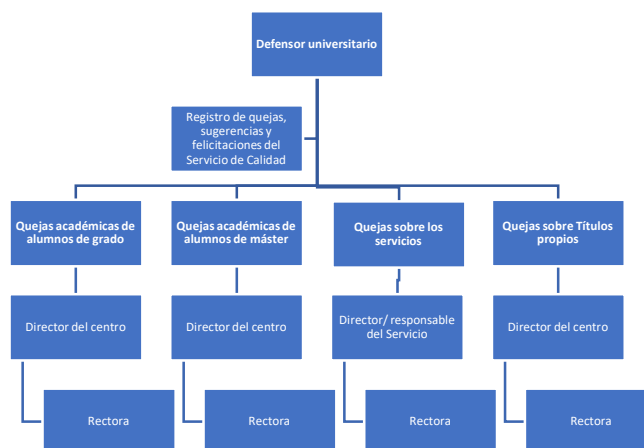 Defensor universitario
Registro de quejas,
sugerencias y
felicitaciones del
Servicio de Calidad
Quejas académicas de
alumnos de grado
Quejas académicas de
alumnos de máster
Quejas sobre los
servicios
Quejas sobre Títulos
propios
Director del centro
Director del centro
Director/ responsable
del Servicio
Director del centro
Rectora
Rectora
Rectora
Rectora